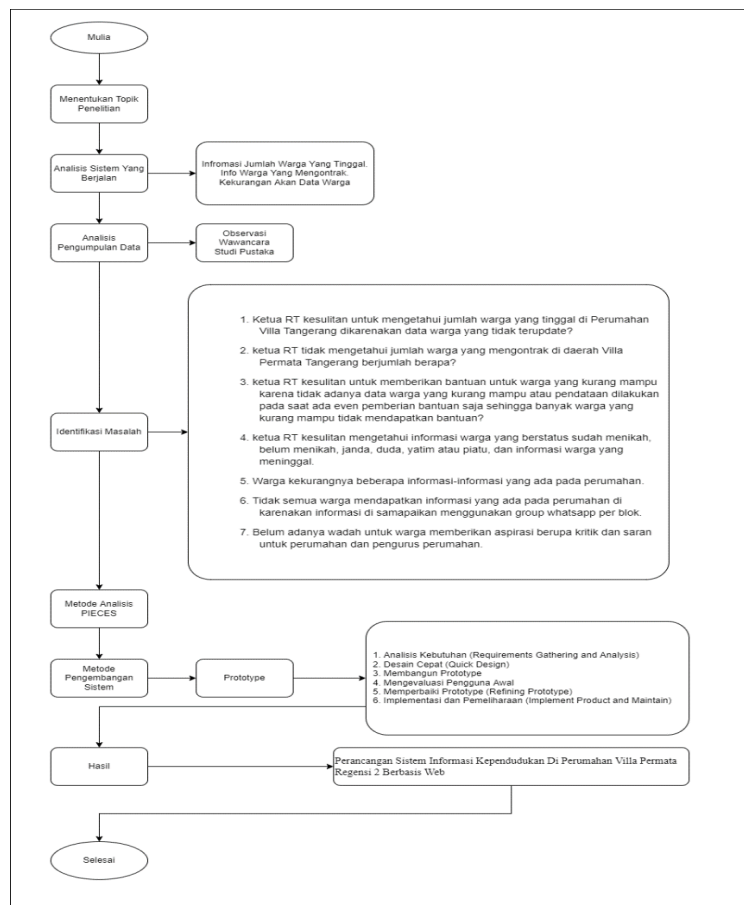 Mulia
Menentukan Topik
Penelitian
Analisis Sistem Yang
Berjalan
Infromasi Jumlah Warga Yang Tinggal.
Info Warga Yang Mengontrak.
Kekurangan Akan Data Warga
Analisis
Pengumpulan Data
Observasi
Wawancara
Studi Pustaka
Identifikasi Masalah
1. Ketua RT kesulitan untuk mengetahui jumlah warga yang tinggal di Perumahan
Villa Tangerang dikarenakan data warga yang tidak terupdate?
2. ketua RT tidak mengetahui jumlah warga yang mengontrak di daerah Villa
Permata Tangerang berjumlah berapa?
3. ketua RT kesulitan untuk memberikan bantuan untuk warga yang kurang mampu
karena tidak adanya data warga yang kurang mampu atau pendataan dilakukan
pada saat ada even pemberian bantuan saja sehingga banyak warga yang
kurang mampu tidak mendapatkan bantuan?
4. ketua RT kesulitan mengetahui informasi warga yang berstatus sudah menikah,
belum menikah, janda, duda, yatim atau piatu, dan informasi warga yang
meninggal.
5. Warga kekurangnya beberapa informasi-informasi yang ada pada perumahan.
6. Tidak semua warga mendapatkan informasi yang ada pada perumahan di
karenakan informasi di samapaikan menggunakan group whatsapp per blok.
7. Belum adanya wadah untuk warga memberikan aspirasi berupa kritik dan saran
untuk perumahan dan pengurus perumahan.
Metode Analisis
PIECES
Metode
Pengembangan
Sistem
Prototype
1. Analisis Kebutuhan (Requirements Gathering and Analysis)
2. Desain Cepat (Quick Design)
3. Membangun Prototype
4. Mengevaluasi Pengguna Awal
5. Memperbaiki Prototype (Refining Prototype)
6. Implementasi dan Pemeliharaan (Implement Product and Maintain)
Hasil
Perancangan Sistem Informasi Kependudukan Di Perumahan Villa Permata
Regensi 2 Berbasis Web
Selesai